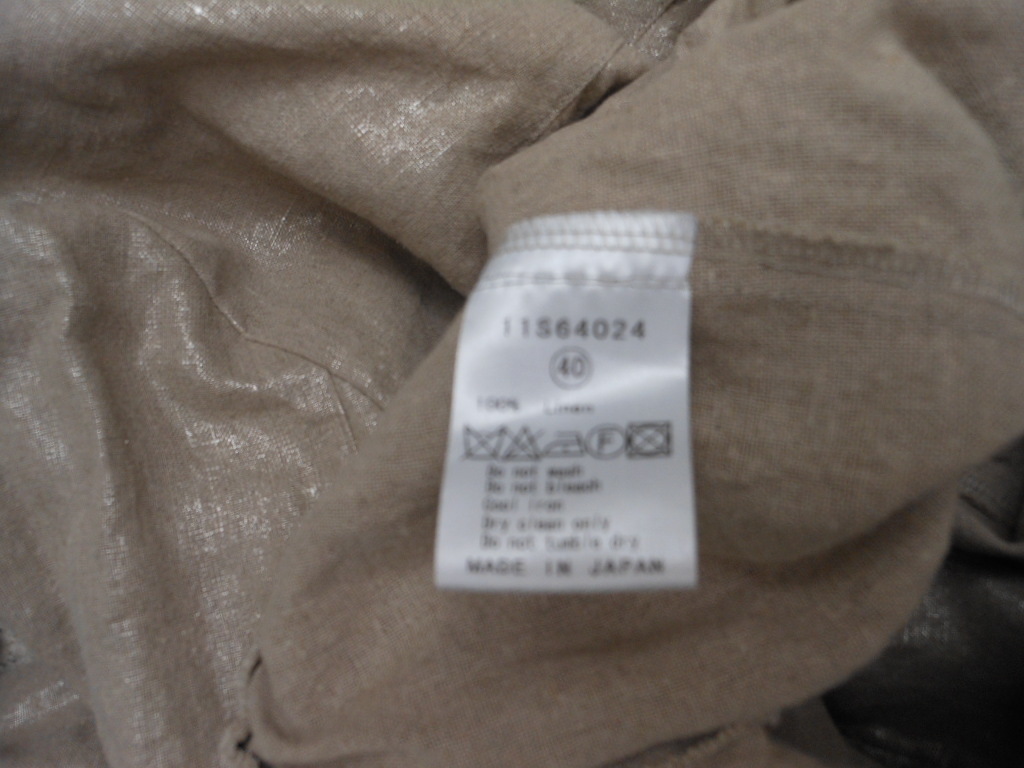 11S64024
40
100% Linen
F
Do not wash
Do not bleach
Cool iron
Dry clean only
Do not tumble dry
MADE IN JAPAN